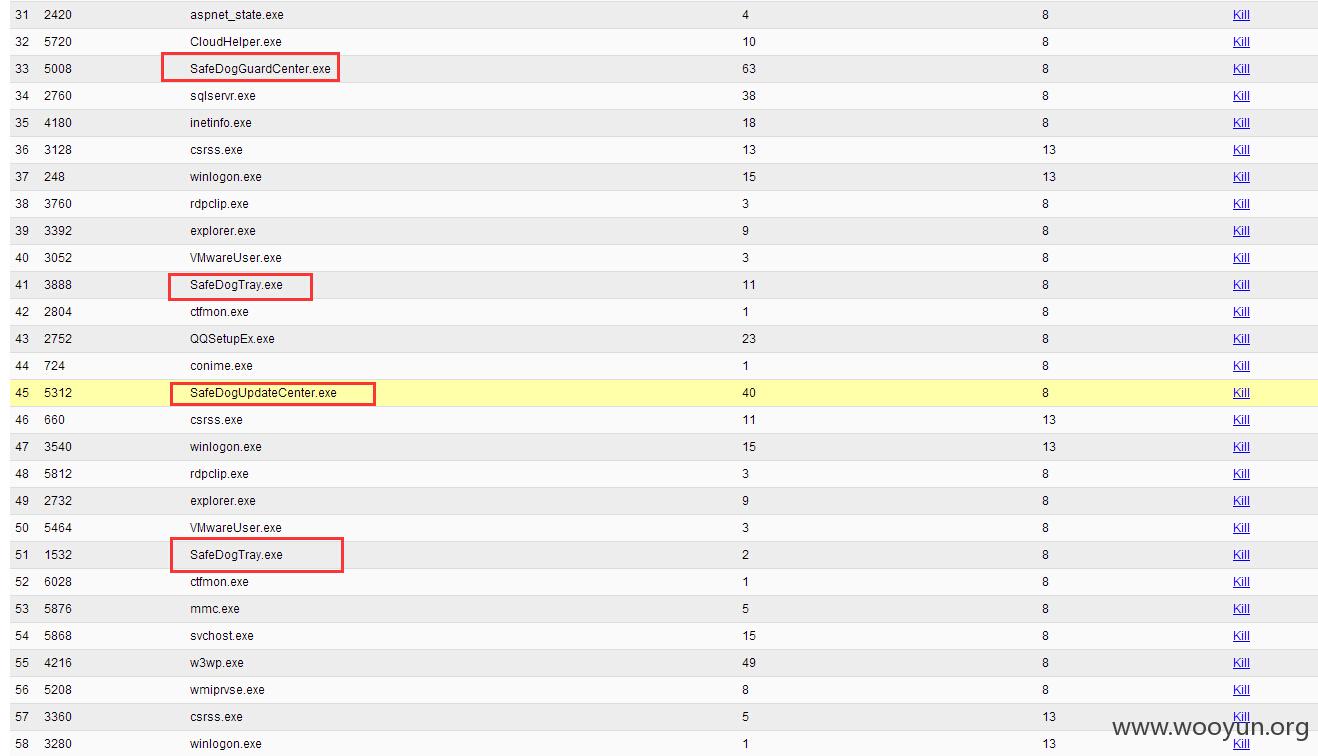 31 2420 aspnet_state.exe 4 8 Kill
32 5720 CloudHelper.exe 10 8 Kill
33 5008 SafeDogGuardCenter.exe 63 8 Kill
34 2760 sqlservr.exe 38 8 Kill
35 4180 inetinfo.exe 18 8 Kill
36 3128 csrss.exe 13 13 Kill
37 248 winlogon.exe 15 13 Kill
38 3760 rdpclip.exe 3 8 Kill
39 3392 explorer.exe 9 8 Kill
40 3052 VMwareUser.exe 3 8 Kill
41 3888 SafeDogTray.exe 11 8 Kill
42 2804 ctfmon.exe 1 8 Kill
43 2752 QQSetupEx.exe 23 8 Kill
44 724 conime.exe 1 8 Kill
45 5312 SafeDogUpdateCenter.exe 40 8 Kill
46 660 csrss.exe 11 13 Kill
47 3540 winlogon.exe 15 13 Kill
48 5812 rdpclip.exe 3 8 Kill
49 2732 explorer.exe 9 8 Kill
50 5464 VMwareUser.exe 3 8 Kill
51 1532 SafeDogTray.exe 2 8 Kill
52 6028 ctfmon.exe 1 8 Kill
53 5876 mmc.exe 5 8 Kill
54 5868 svchost.exe 15 8 Kill
55 4216 w3wp.exe 49 8 Kill
56 5208 wmiprvse.exe 8 8 Kill
57 3360 csrss.exe 5 13 Kill
www.wooyun.org
58 3280 winlogon.exe 1 13 Kill